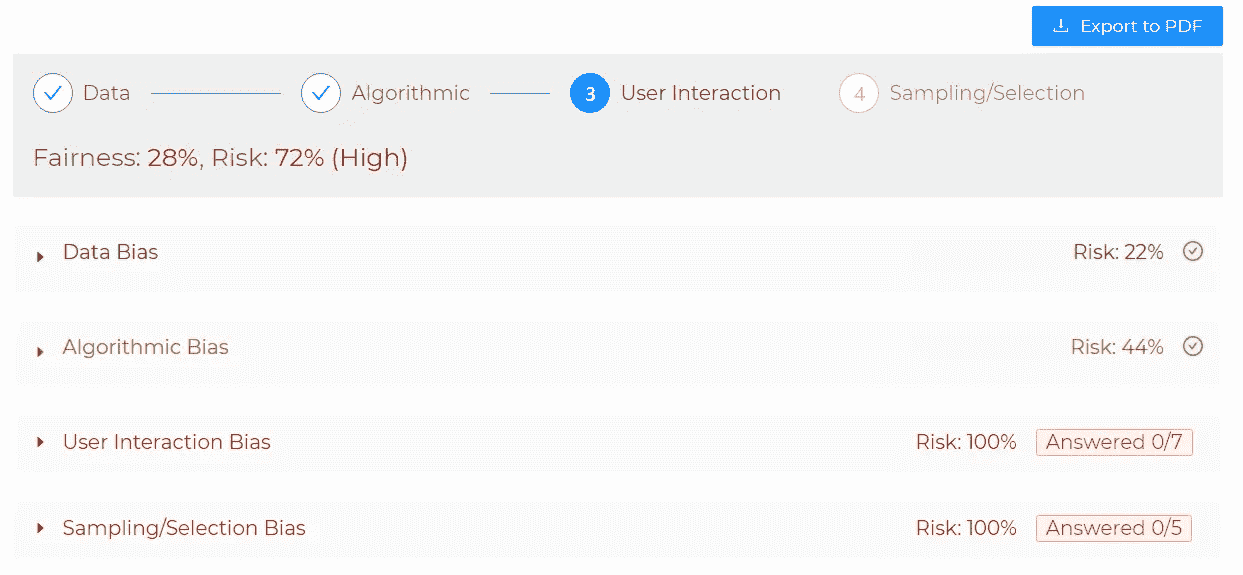 Export to PDF
Data Algorithmic 3 User Interaction 4 Sampling/Selection
Fairness: 28%, Risk: 72% (High)
Data Bias Risk: 22%
Algorithmic Bias Risk: 44%
User Interaction Bias Risk: 100% Answered 0/7
Sampling/Selection Bias Risk: 100% Answered 0/5